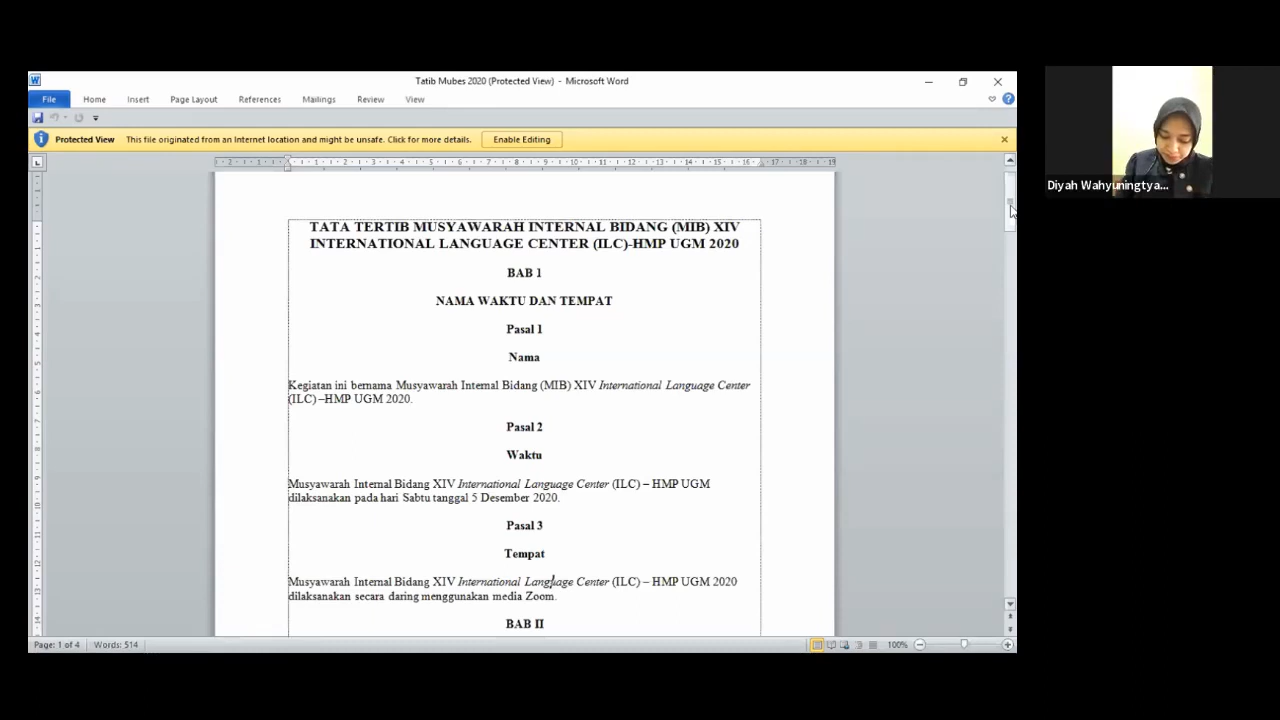 Tatib Mubes 2020 (Protected View) - Microsoft Word
File Home Insert Page Layout References Mailings Review View
Protected View This file originated from an Internet location and might be unsafe. Click for more details. Enable Editing
TATA TERTIB MUSYAWARAH INTERNAL BIDANG (MIB) XIV
INTERNATIONAL LANGUAGE CENTER (ILC)-HMP UGM 2020
BAB 1
NAMA WAKTU DAN TEMPAT
Pasal 1
Nama
Kegiatan ini bernama Musyawarah Internal Bidang (MIB) XIV International Language Center
(ILC) –HMP UGM 2020.
Pasal 2
Waktu
Musyawarah Internal Bidang XIV International Language Center (ILC) – HMP UGM
dilaksanakan pada hari Sabtu tanggal 5 Desember 2020.
Pasal 3
Tempat
Musyawarah Internal Bidang XIV International Language Center (ILC) – HMP UGM 2020
dilaksanakan secara daring menggunakan media Zoom.
BAB II
Page: 1 of 4 Words: 514 100%
Diyah Wahyuningtya...